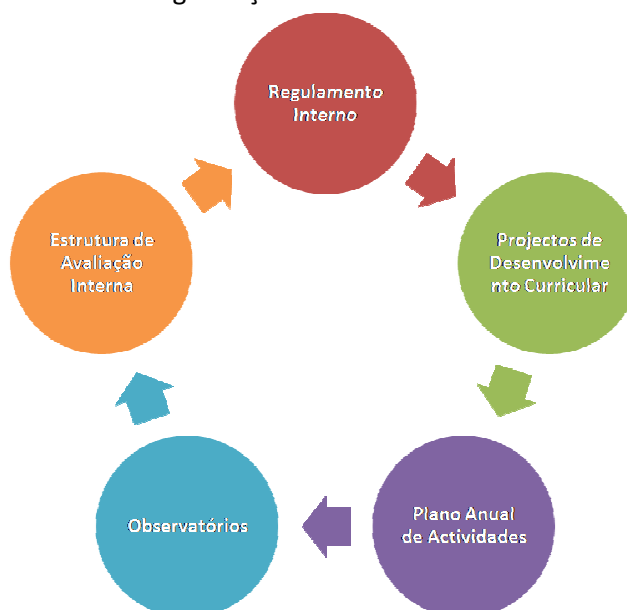 Regulamento
Interno
Projectos de
Desenvolvime
nto Curricular
Plano Anual
de Actividades
Observatórios
Estrutura de
Avaliação
Interna